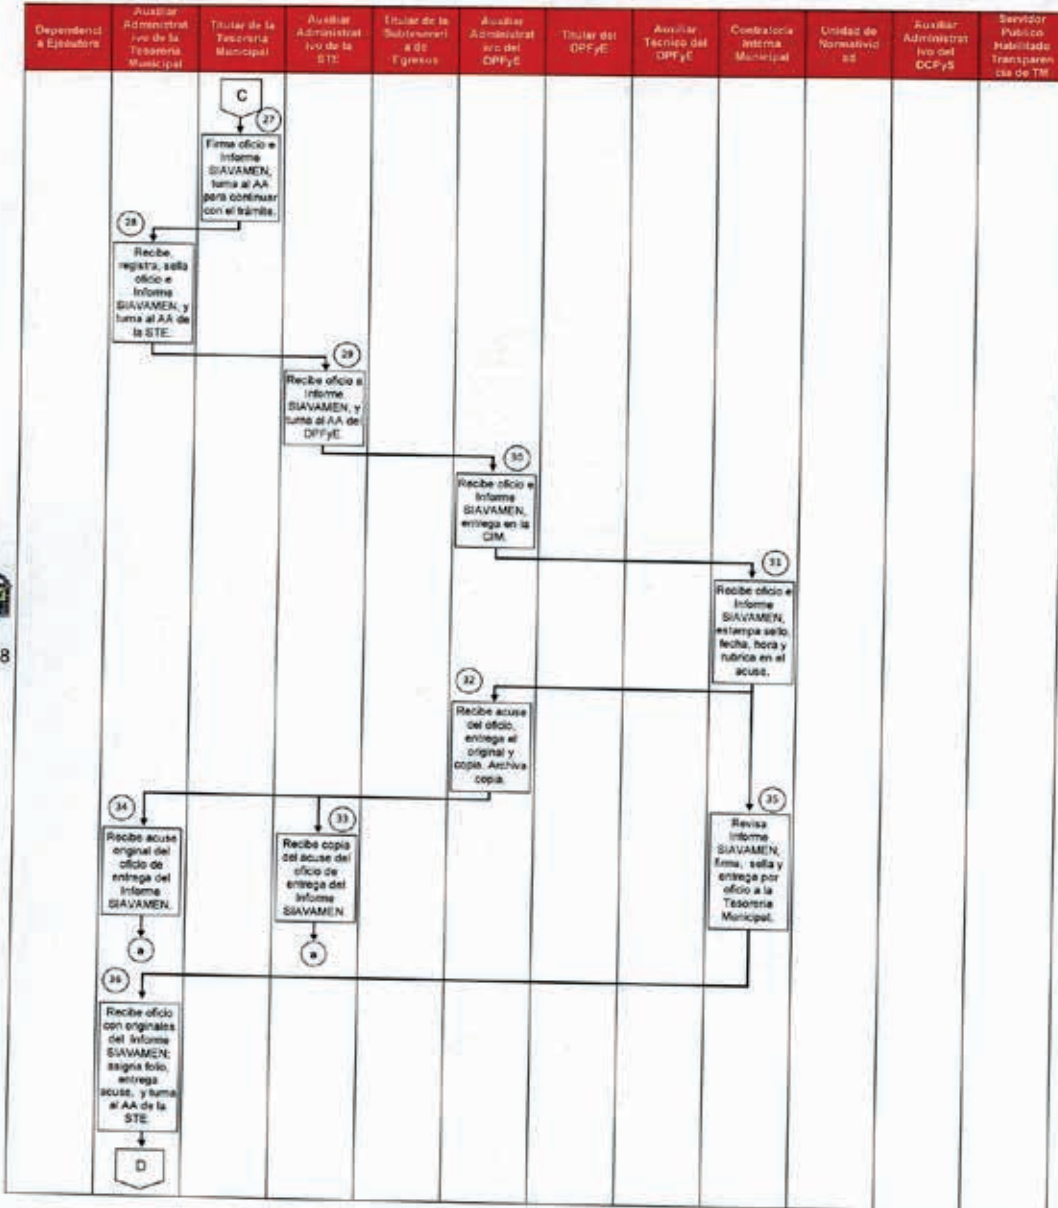 Dependenci
a Ejecutora
Auxiliar
Administrat
ivo de la
Tesorería
Municipal
Titular de la
Tesorería
Municipal
Auxiliar
Administrat
ivo de la
STE
Titular de la
Subtesorerí
a de
Egresos
Auxiliar
Administrat
ivo del
DPFyE
Titular del
DPFyE
Auxiliar
Técnico del
DPFyE
Contraloría
Interna
Municipal
Unidad de
Normativid
ad
Auxiliar
Administrat
ivo del
DCPyS
Servidor
Público
Habilitado
Transparen
cia de TM
C
27
Firma oficio e
Informe
SIAVAMEN,
turna al AA
para continuar
con el trámite.
28
Recibe,
registra, sella
oficio e
Informe
SIAVAMEN, y
turna al AA de
la STE.
29
Recibe oficio e
Informe
SIAVAMEN, y
turna al AA del
DPFyE.
30
Recibe oficio e
Informe
SIAVAMEN,
entrega en la
CIM.
31
Recibe oficio e
Informe
SIAVAMEN,
estampa sello,
fecha, hora y
rubrica en el
acuse.
8
32
Recibe acuse
del oficio,
entrega el
original y
copia. Archiva
copia.
34
Recibe acuse
original del
oficio de
entrega del
Informe
SIAVAMEN.
a
33
Recibe copia
del acuse del
oficio de
entrega del
Informe
SIAVAMEN.
a
35
Revisa
Informe
SIAVAMEN,
firma, sella y
entrega por
oficio a la
Tesorería
Municipal.
36
Recibe oficio
con originales
del Informe
SIAVAMEN;
asigna folio,
entrega
acuse, y turna
al AA de la
STE
D